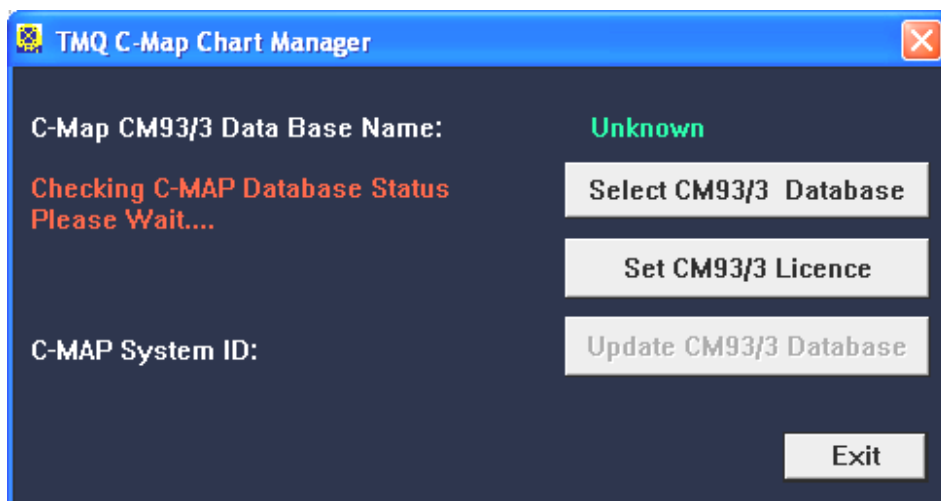 TMQ C-Map Chart Manager
C-Map CM93/3 Data Base Name:
Unknown
Checking C-MAP Database Status
Please Wait....
Select CM93/3 Database
Set CM93/3 Licence
C-MAP System ID:
Update CM93/3 Database
Exit